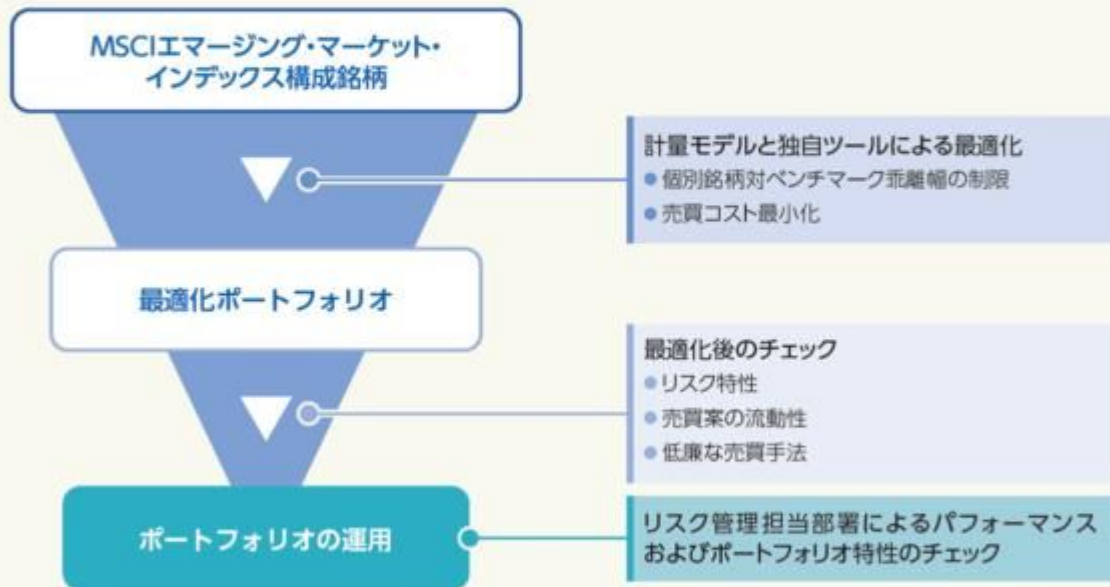 MSCIエマージング・マーケット・
インデックス構成銘柄
計量モデルと独自ツールによる最適化
● 個別銘柄対ベンチマーク乖離幅の制限
● 売買コスト最小化
最適化ポートフォリオ
最適化後のチェック
● リスク特性
● 売買案の流動性
● 低廉な売買手法
ポートフォリオの運用
リスク管理担当部署によるパフォーマンス
およびポートフォリオ特性のチェック